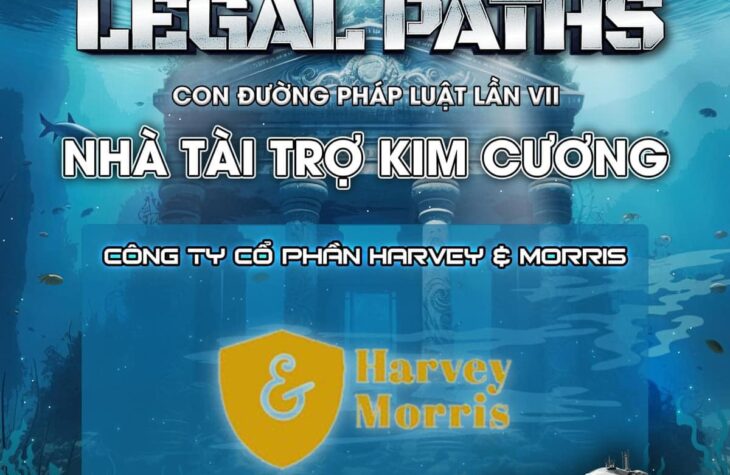 LEGAL PATHS
CON ĐƯỜNG PHÁP LUẬT LẦN VII
NHÀ TÀI TRỢ KIM CƯƠNG
CÔNG TY CỔ PHẦN HARVEY & MORRIS
& Harvey
Morris